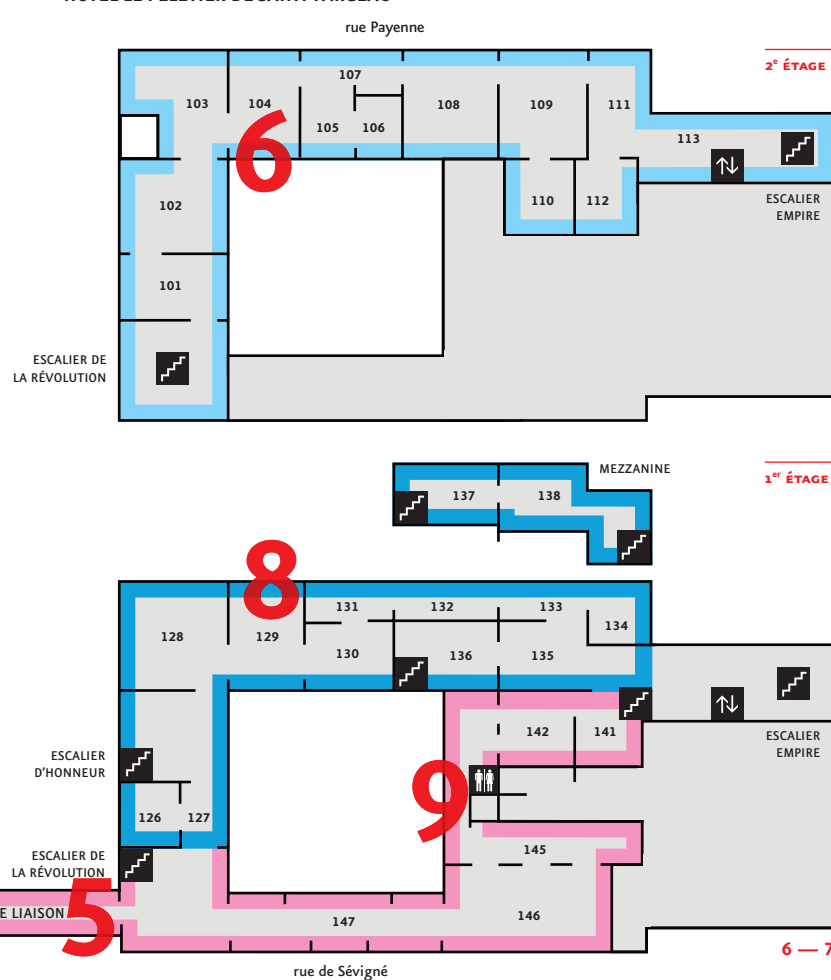 rue Payenne
2e ÉTAGE
107
103
104
108
109
111
105
106
6
113
102
110
112
ESCALIER
EMPIRE
101
ESCALIER DE
LA RÉVOLUTION
MEZZANINE
1er ÉTAGE
137
138
8
131
132
133
134
128
129
130
136
135
142
141
ESCALIER
EMPIRE
ESCALIER
D'HONNEUR
9
126
127
145
ESCALIER DE
LA RÉVOLUTION
E LIAISON
5
147
146
6 — 7
rue de Sévigné